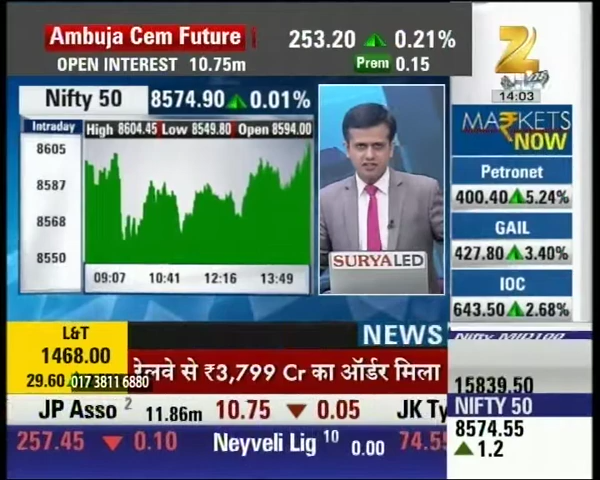 Ambuja Cem Future
253.20 0.21%
OPEN INTEREST 10.75m
Prem 0.15
14:03
Nifty 50 8574.90 0.01%
Intraday High 8604.45 Low 8549.80 Open 8594.00
8605
8587
8568
8550
09:07 10:41 12:16 13:49
SURYA LED
MARKETS
NOW
Petronet
400.40 5.24%
GAIL
427.80 3.40%
IOC
643.50 2.68%
NEWS
L&T
1468.00
29.60 017 3811 6880
रेलवे से ₹3,799 Cr का ऑर्डर मिला
15839.50
NIFTY 50
8574.55
1.2
JP Asso 2 11.86m 10.75 0.05 JK Ty
257.45 0.10 Neyveli Lig 10 0.00 74.55